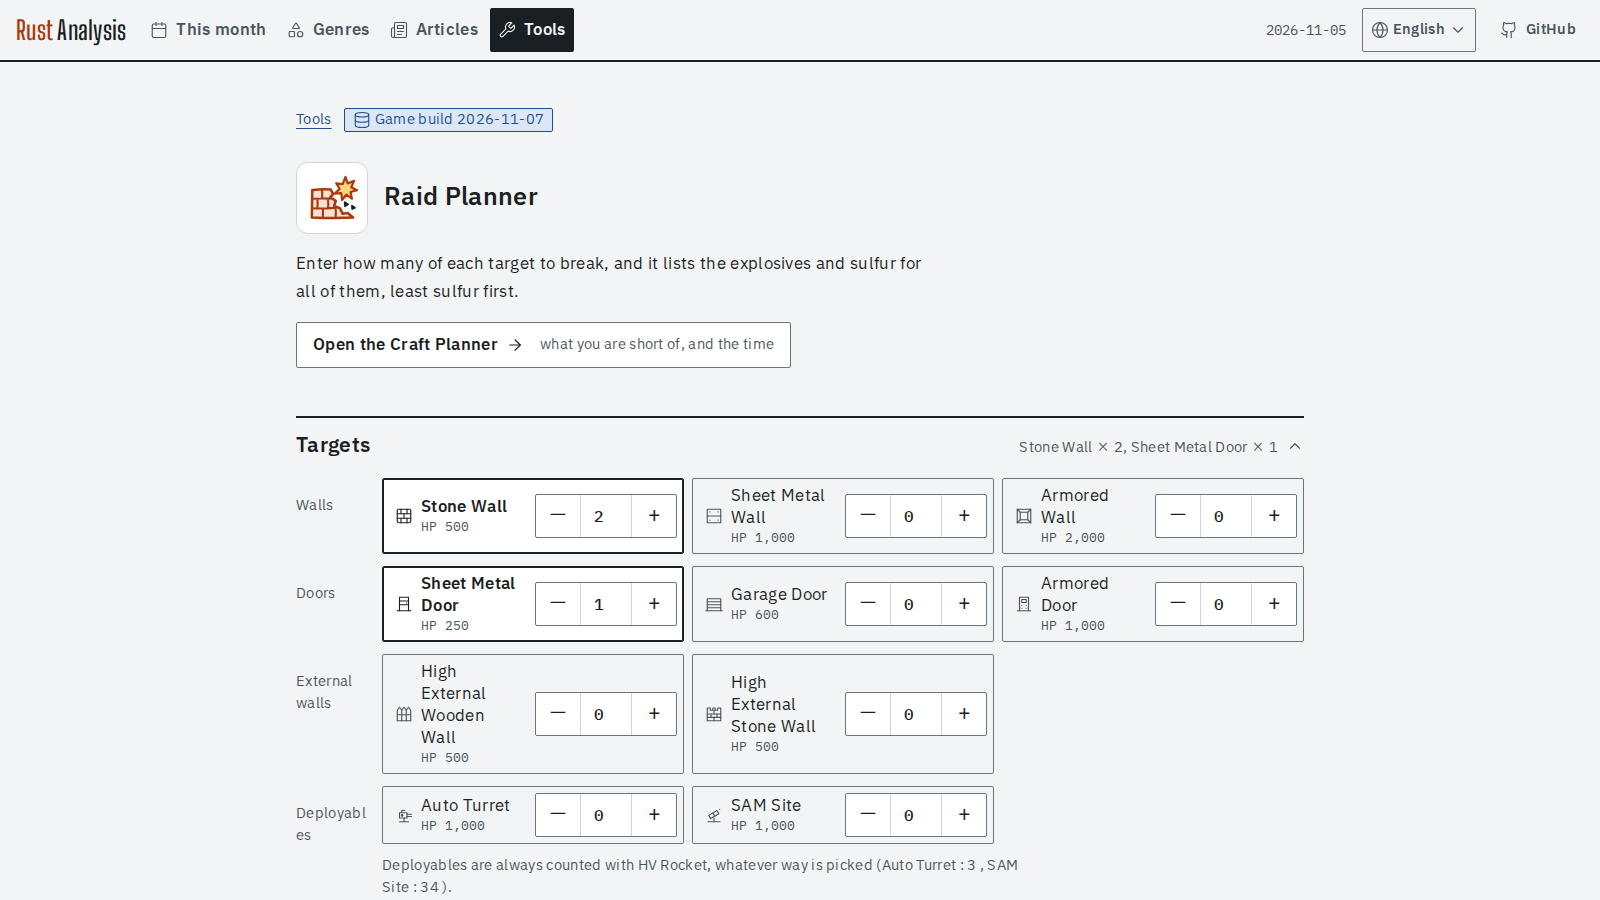 Rust Analysis This month Genres Articles Tools 2026-11-05 English GitHub
Tools Game build 2026-11-07
Raid Planner
Enter how many of each target to break, and it lists the explosives and sulfur for
all of them, least sulfur first.
Open the Craft Planner → what you are short of, and the time
Targets Stone Wall × 2, Sheet Metal Door × 1
Walls
Stone Wall
HP 500
— 2 +
Sheet Metal
Wall
HP 1,000
— 0 +
Armored
Wall
HP 2,000
— 0 +
Doors
Sheet Metal
Door
HP 250
— 1 +
Garage Door
HP 600
— 0 +
Armored
Door
HP 1,000
— 0 +
External
walls
High
External
Wooden
Wall
HP 500
— 0 +
High
External
Stone Wall
HP 500
— 0 +
Deployabl
es
Auto Turret
HP 1,000
— 0 +
SAM Site
HP 1,000
— 0 +
Deployables are always counted with HV Rocket, whatever way is picked (Auto Turret : 3 , SAM
Site : 34 ).